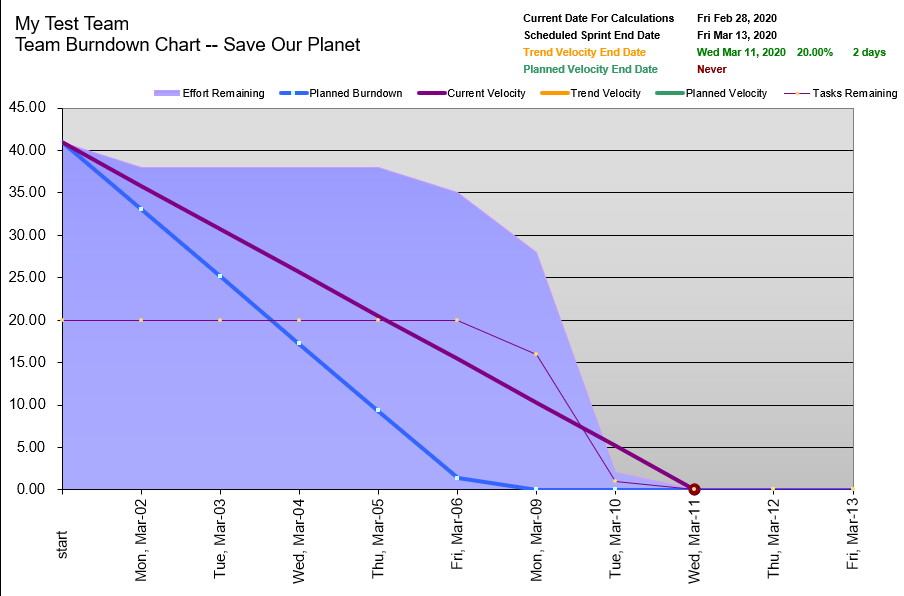 My Test Team
Team Burndown Chart -- Save Our Planet
Current Date For Calculations Fri Feb 28, 2020
Scheduled Sprint End Date Fri Mar 13, 2020
Trend Velocity End Date Wed Mar 11, 2020 20.00% 2 days
Planned Velocity End Date Never
Effort Remaining Planned Burndown Current Velocity Trend Velocity Planned Velocity Tasks Remaining
45.00
40.00
35.00
30.00
25.00
20.00
15.00
10.00
5.00
0.00
start
Mon, Mar-02
Tue, Mar-03
Wed, Mar-04
Thu, Mar-05
Fri, Mar-06
Mon, Mar-09
Tue, Mar-10
Wed, Mar-11
Thu, Mar-12
Fri, Mar-13